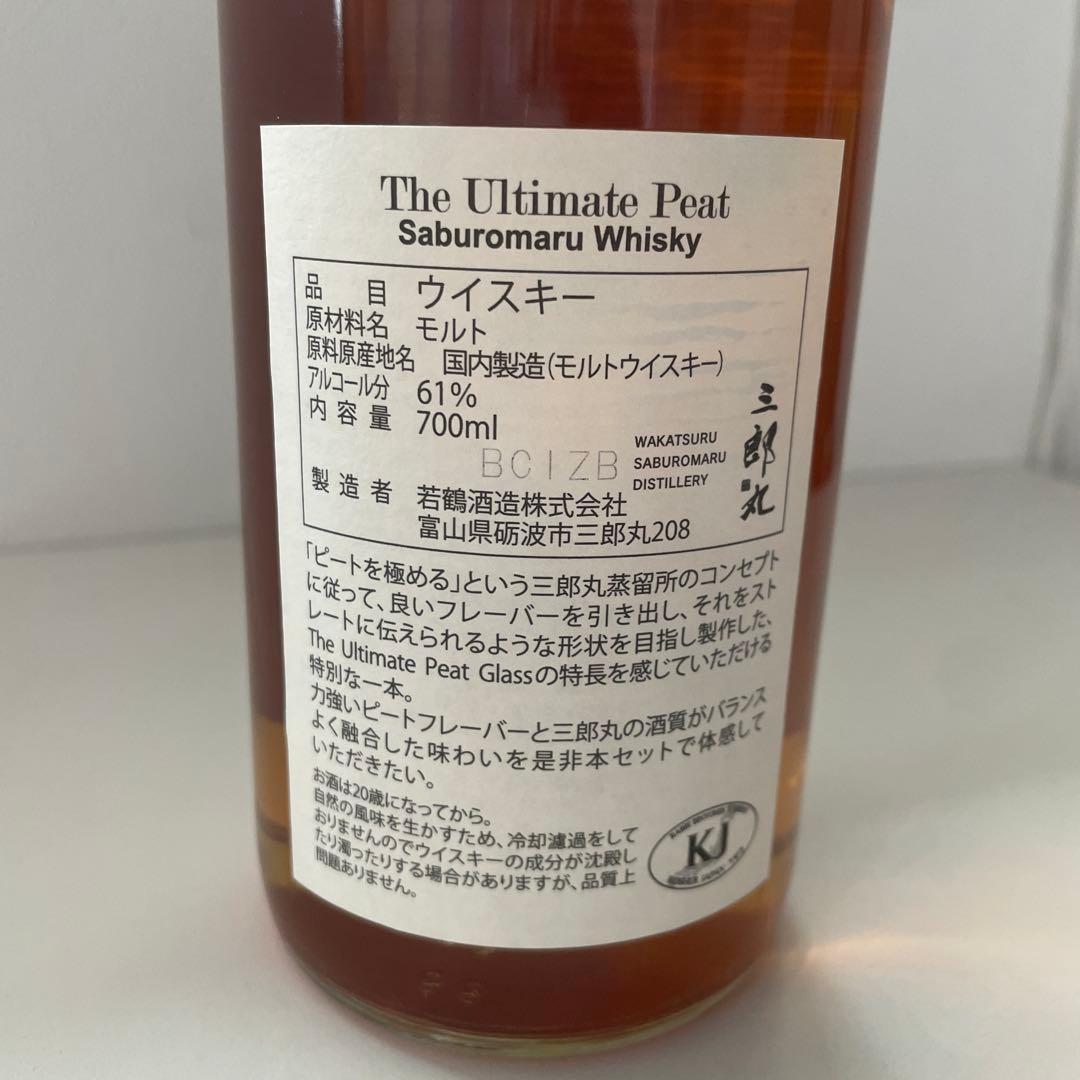 The Ultimate Peat
Saburomaru Whisky
品目 ウイスキー
原材料名 モルト
原料原産地名 国内製造(モルトウイスキー)
アルコール分 61%
内容量 700ml
BCIZB
WAKATSURU
SABUROMARU
DISTILLERY
三郎丸
製造者 若鶴酒造株式会社
富山県砺波市三郎丸208
「ピートを極める」という三郎丸蒸留所のコンセプト
に従って、良いフレーバーを引き出し、それをスト
レートに伝えられるような形状を目指し製作した、
The Ultimate Peat Glassの特長を感じていただける
特別な一本。
力強いピートフレーバーと三郎丸の酒質がバランス
よく融合した味わいを是非本セットで体感して
いただきたい。
お酒は20歳になってから。
自然の風味を生かすため、冷却濾過をして
おりませんのでウイスキーの成分が沈殿し
たり濁ったりする場合がありますが、品質上
問題ありません。
KJ